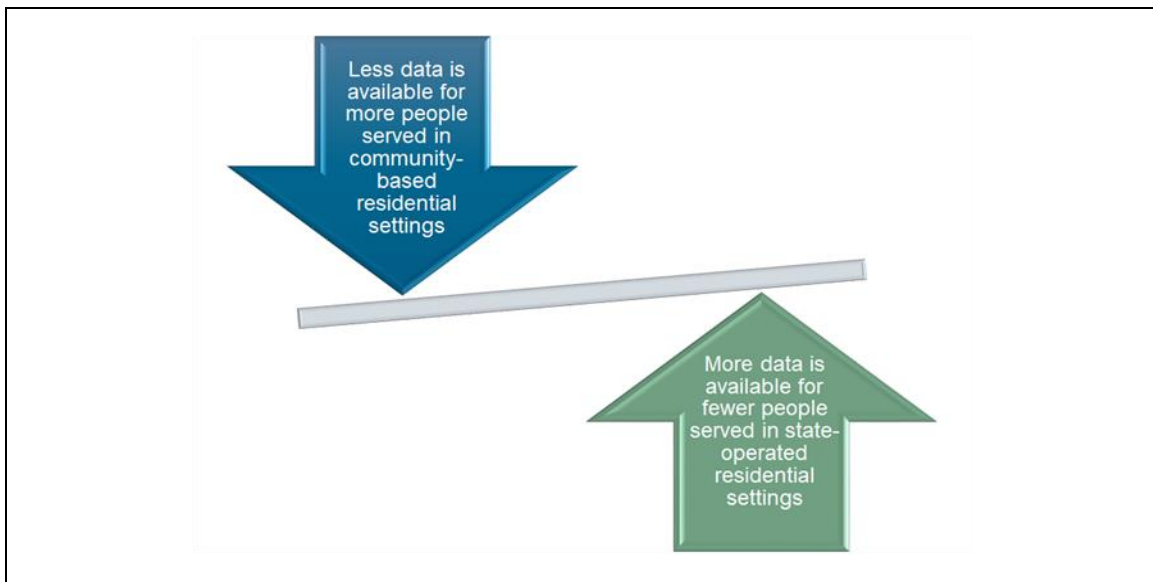 Less data is
available for
more people
served in
community-
based
residential
settings
More data is
available for
fewer people
served in state-
operated
residential
settings